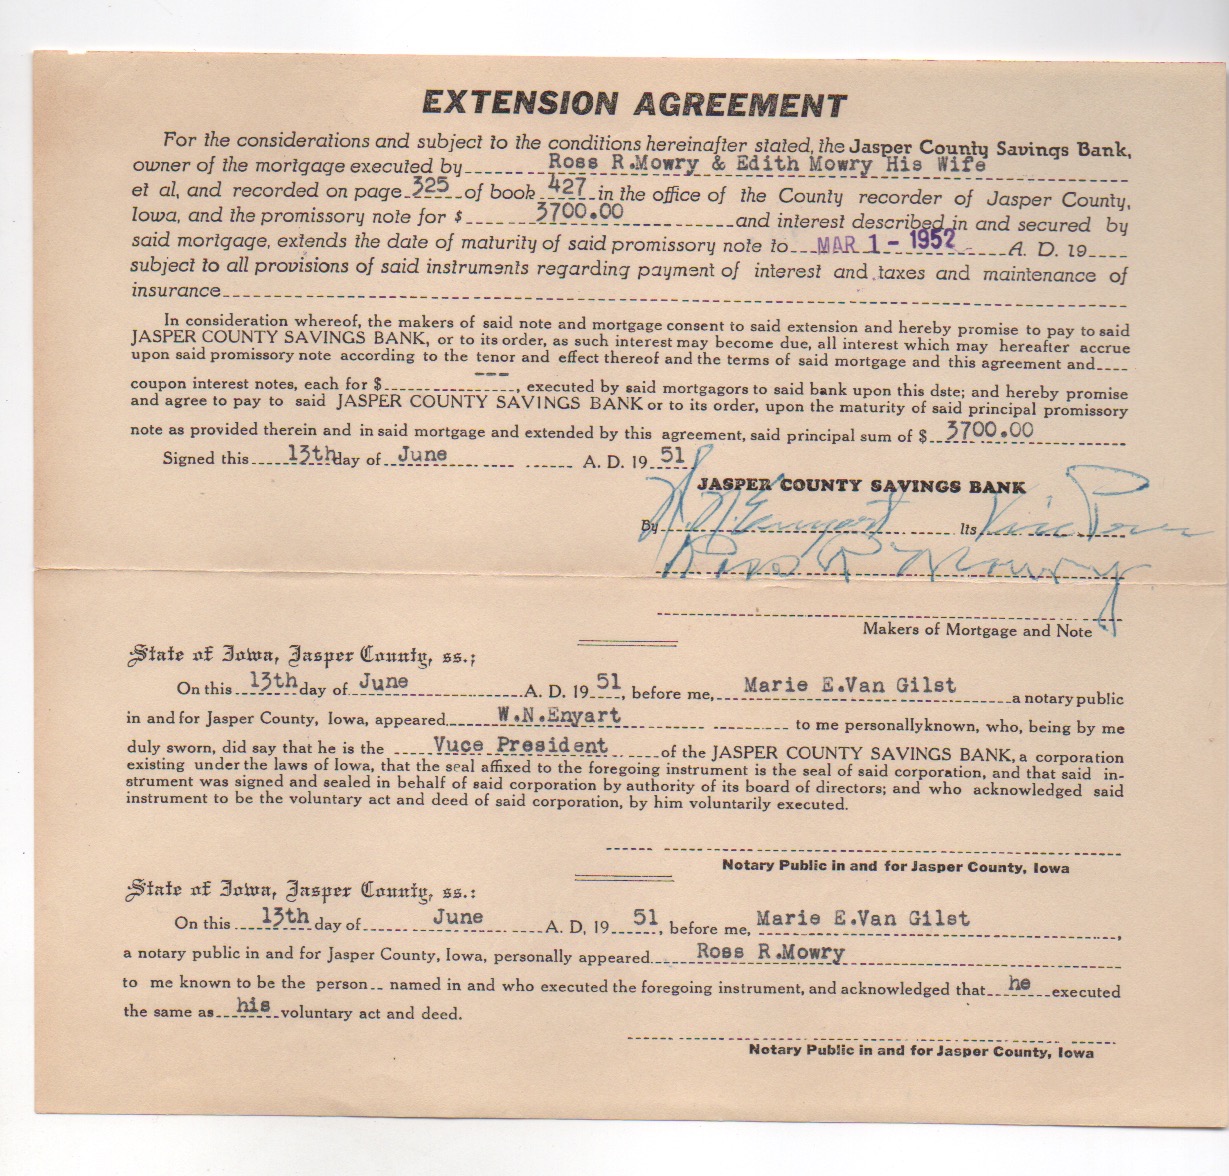 EXTENSION AGREEMENT
For the considerations and subject to the conditions hereinafter stated, the Jasper County Savings Bank,
owner of the mortgage executed by Ross R.Mowry & Edith Mowry His Wife
et al, and recorded on page 325 of book 427 in the office of the County recorder of Jasper County,
Iowa, and the promissory note for $ 3700.00 and interest described in and secured by
said mortgage, extends the date of maturity of said promissory note to MAR 1 - 1952 A. D. 19
subject to all provisions of said instruments regarding payment of interest and taxes and maintenance of
insurance
In consideration whereof, the makers of said note and mortgage consent to said extension and hereby promise to pay to said
JASPER COUNTY SAVINGS BANK, or to its order, as such interest may become due, all interest which may hereafter accrue
upon said promissory note according to the tenor and effect thereof and the terms of said mortgage and this agreement and
coupon interest notes, each for $ ---, executed by said mortgagors to said bank upon this dste; and hereby promise
and agree to pay to said JASPER COUNTY SAVINGS BANK or to its order, upon the maturity of said principal promissory
note as provided therein and in said mortgage and extended by this agreement, said principal sum of $ 3700.00
Signed this 13th day of June A. D. 19 51
JASPER COUNTY SAVINGS BANK
By W. N. Enyart Its Vice Pres
Ross R Mowry
Makers of Mortgage and Note
State of Iowa, Jasper County, ss.;
On this 13th day of June A. D. 19 51, before me, Marie E.Van Gilst a notary public
in and for Jasper County, Iowa, appeared W.N.Enyart to me personally known, who, being by me
duly sworn, did say that he is the Vuce President of the JASPER COUNTY SAVINGS BANK, a corporation
existing under the laws of Iowa, that the seal affixed to the foregoing instrument is the seal of said corporation, and that said in-
strument was signed and sealed in behalf of said corporation by authority of its board of directors; and who acknowledged said
instrument to be the voluntary act and deed of said corporation, by him voluntarily executed.
Notary Public in and for Jasper County, Iowa
State of Iowa, Jasper County, ss.:
On this 13th day of June A. D, 19 51, before me, Marie E.Van Gilst,
a notary public in and for Jasper County, Iowa, personally appeared Ross R.Mowry
to me known to be the person named in and who executed the foregoing instrument, and acknowledged that he executed
the same as his voluntary act and deed.
Notary Public in and for Jasper County, Iowa